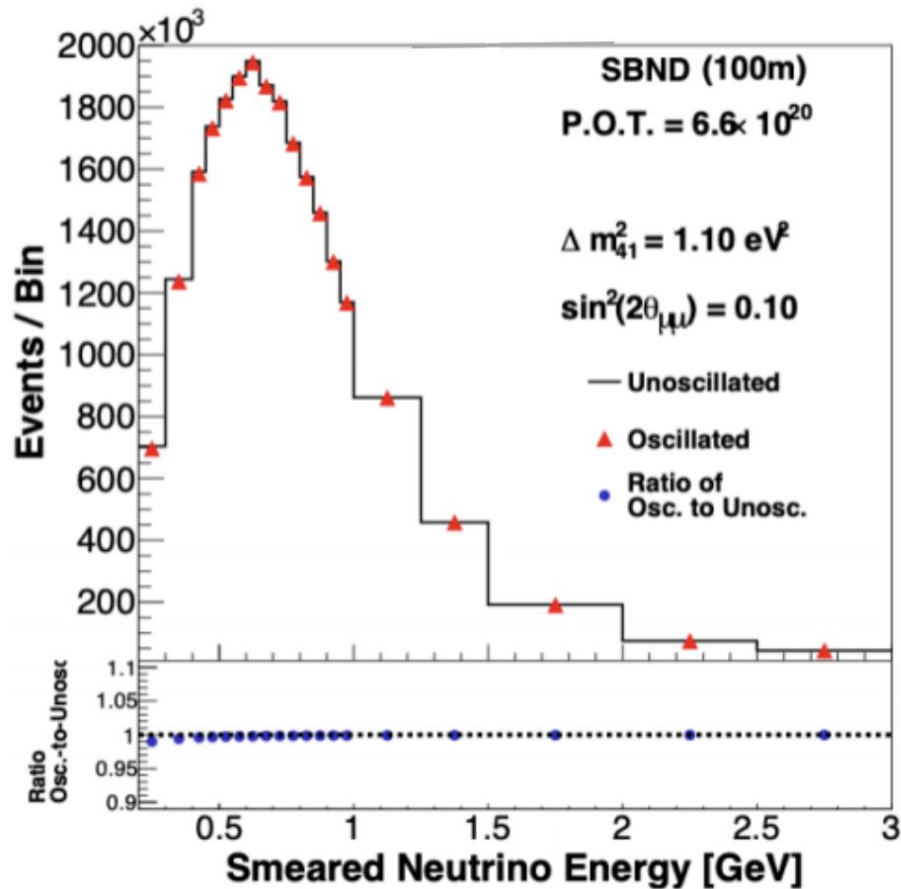 ×10³
2000
1800
1600
1400
1200
1000
800
600
400
200
Events / Bin
SBND (100m)
P.O.T. = 6.6× 10²⁰
Δ m²₄₁ = 1.10 eV²
sin²(2θμμ) = 0.10
Unoscillated
Oscillated
Ratio of
Osc. to Unosc.
1.1
1.05
1
0.95
0.9
Ratio
Osc.-to-Unosc
0.5 1 1.5 2 2.5 3
Smeared Neutrino Energy [GeV]